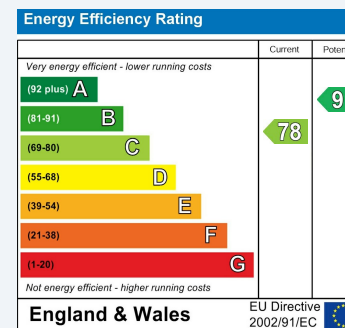 Energy Efficiency Rating
Current
Very energy efficient - lower running costs
(92 plus) A
(81-91) B
(69-80) C
78
(55-68) D
(39-54) E
(21-38) F
(1-20) G
Not energy efficient - higher running costs
England & Wales
EU Directive
2002/91/EC